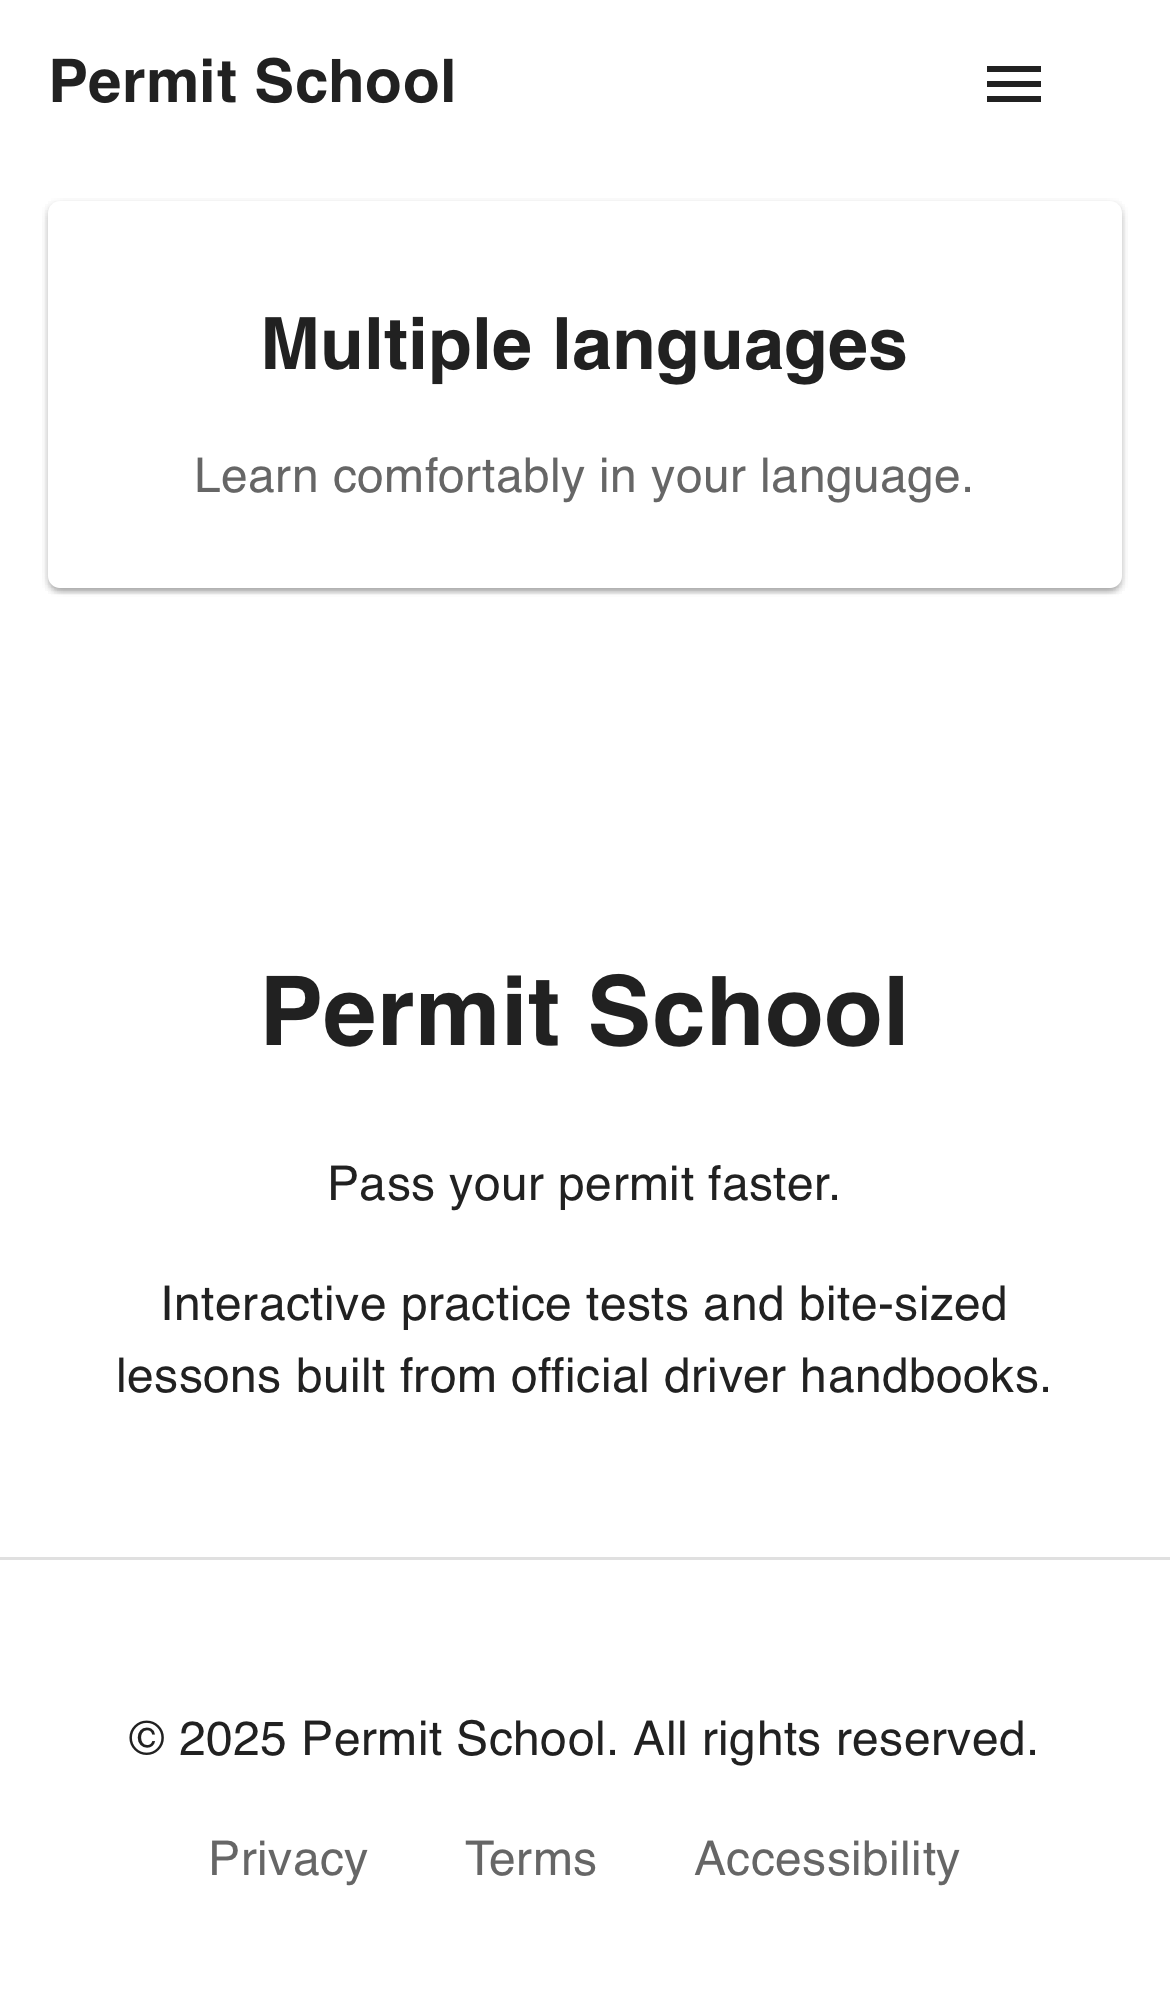 Permit School
Multiple languages
Learn comfortably in your language.
Permit School
Pass your permit faster.
Interactive practice tests and bite-sized
lessons built from official driver handbooks.
© 2025 Permit School. All rights reserved.
Privacy Terms Accessibility